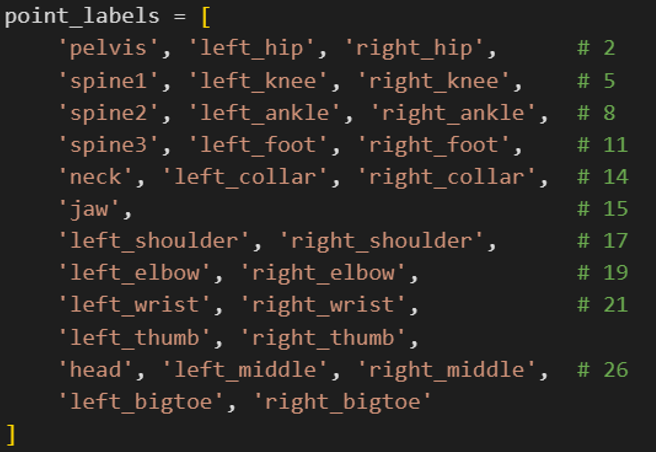 point_labels = [
    'pelvis', 'left_hip', 'right_hip',      # 2
    'spine1', 'left_knee', 'right_knee',    # 5
    'spine2', 'left_ankle', 'right_ankle',  # 8
    'spine3', 'left_foot', 'right_foot',    # 11
    'neck', 'left_collar', 'right_collar',  # 14
    'jaw',                                  # 15
    'left_shoulder', 'right_shoulder',      # 17
    'left_elbow', 'right_elbow',            # 19
    'left_wrist', 'right_wrist',            # 21
    'left_thumb', 'right_thumb',
    'head', 'left_middle', 'right_middle',  # 26
    'left_bigtoe', 'right_bigtoe'
]